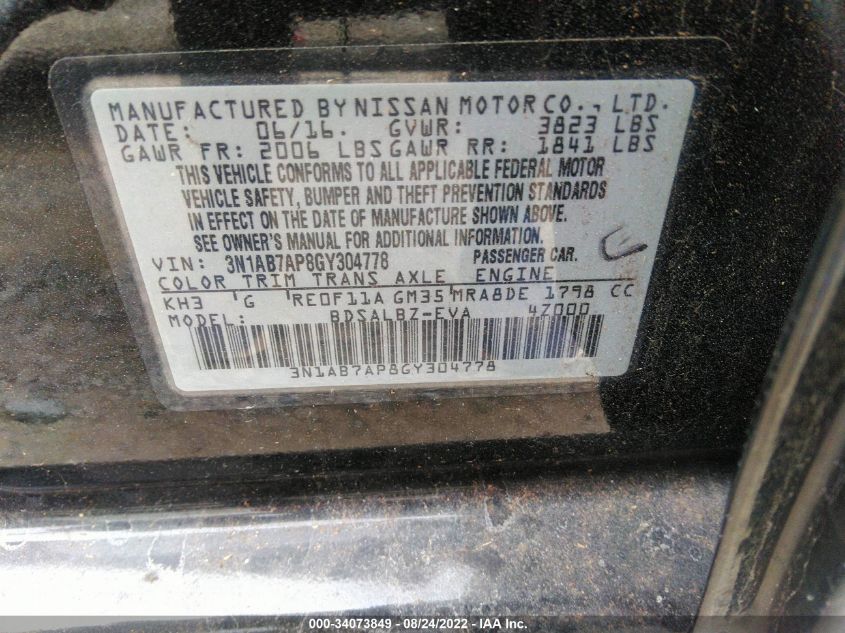 MANUFACTURED BY NISSAN MOTOR CO., LTD.
DATE: 06/16. GVWR: 3823 LBS
GAWR FR: 2006 LBS GAWR RR: 1841 LBS
THIS VEHICLE CONFORMS TO ALL APPLICABLE FEDERAL MOTOR
VEHICLE SAFETY, BUMPER AND THEFT PREVENTION STANDARDS
IN EFFECT ON THE DATE OF MANUFACTURE SHOWN ABOVE.
SEE OWNER'S MANUAL FOR ADDITIONAL INFORMATION.
VIN: 3N1AB7AP8GY304778 PASSENGER CAR.
COLOR TRIM TRANS AXLE ENGINE
KH3 G RE0F11A GM35 MRA8DE 1798 CC
MODEL: BDSALBZ-EVA 4Z000
3N1AB7AP8GY304778
000-34073849 - 08/24/2022 - IAA Inc.